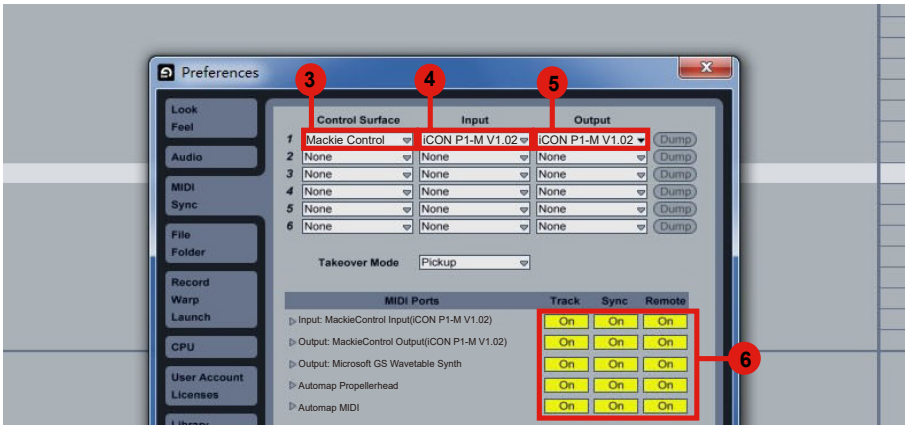 Preferences
X
3
4
5
Look
Feel
Audio
MIDI
Sync
File
Folder
Record
Warp
Launch
CPU
User Account
Licenses
Library
Control Surface Input Output
1 Mackie Control iCON P1-M V1.02 iCON P1-M V1.02 Dump
2 None None None Dump
3 None None None Dump
4 None None None Dump
5 None None None Dump
6 None None None Dump
Takeover Mode Pickup
MIDI Ports Track Sync Remote
Input: MackieControl Input(iCON P1-M V1.02) On On On
Output: MackieControl Output(iCON P1-M V1.02) On On On
Output: Microsoft GS Wavetable Synth On On On
Automap Propellerhead On On On
Automap MIDI On On On
6